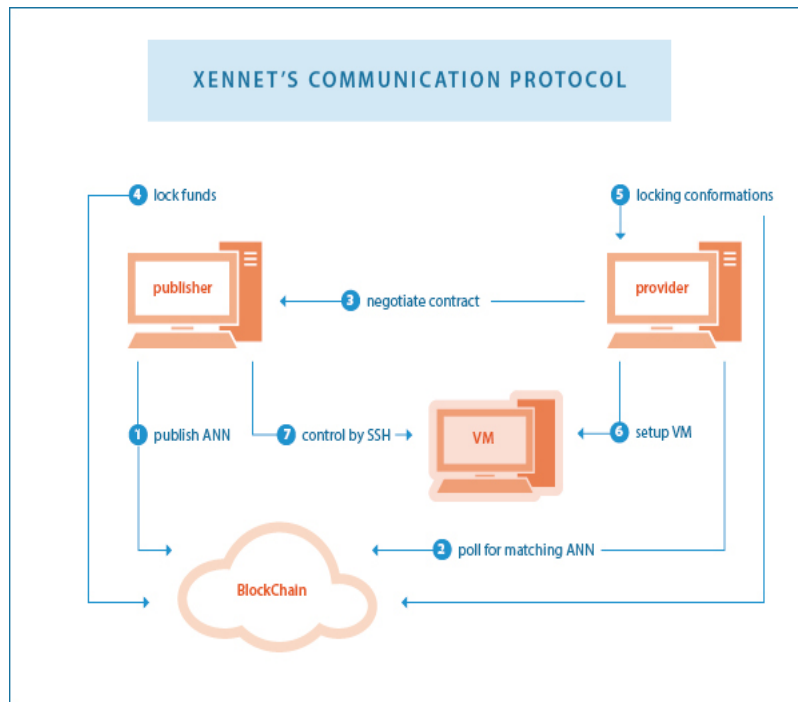 XENNET'S COMMUNICATION PROTOCOL
4 lock funds
5 locking conformations
publisher
provider
3 negotiate contract
1 publish ANN
7 control by SSH
VM
6 setup VM
2 poll for matching ANN
BlockChain